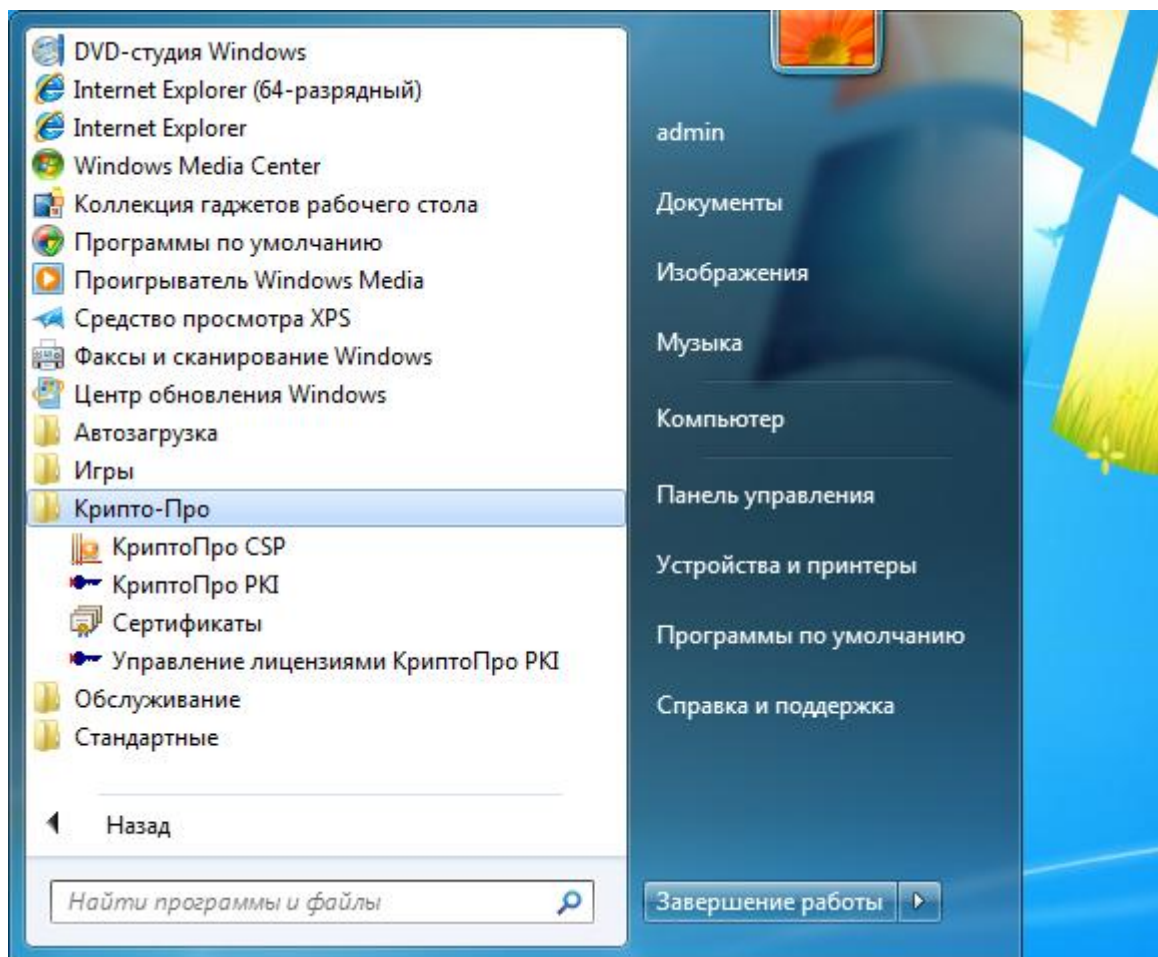 DVD-студия Windows
Internet Explorer (64-разрядный)
Internet Explorer
Windows Media Center
Коллекция гаджетов рабочего стола
Программы по умолчанию
Проигрыватель Windows Media
Средство просмотра XPS
Факсы и сканирование Windows
Центр обновления Windows
Автозагрузка
Игры
Крипто-Про
КриптоПро CSP
КриптоПро PKI
Сертификаты
Управление лицензиями КриптоПро PKI
Обслуживание
Стандартные
Назад
Найти программы и файлы
admin
Документы
Изображения
Музыка
Компьютер
Панель управления
Устройства и принтеры
Программы по умолчанию
Справка и поддержка
Завершение работы